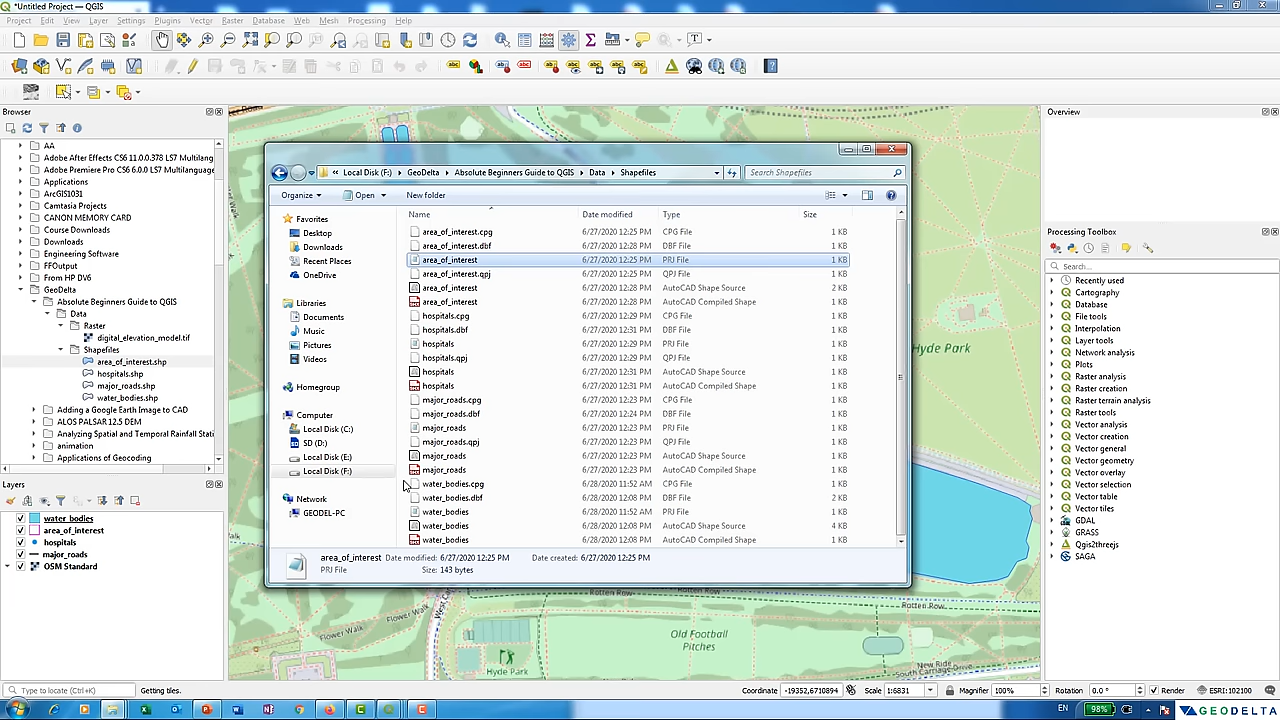 *Untitled Project — QGIS
Project Edit View Layer Settings Plugins Vector Raster Database Web Mesh Processing Help
Browser
AA
Adobe After Effects CS6 11.0.0.378 LS7 Multilang
Adobe Premiere Pro CS6 6.0.0 LS7 Multilanguage
Applications
ArcGIS1031
Camtasia Projects
CANON MEMORY CARD
Course Downloads
Downloads
Engineering Software
FFOutput
From HP DV6
GeoDelta
Absolute Beginners Guide to QGIS
Data
Raster
digital_elevation_model.tif
Shapefiles
area_of_interest.shp
hospitals.shp
major_roads.shp
water_bodies.shp
Adding a Google Earth Image to CAD
ALOS PALSAR 12.5 DEM
Analyzing Spatial and Temporal Rainfall Stati
animation
Applications of Geocoding
Layers
water_bodies
area_of_interest
hospitals
major_roads
OSM Standard
« Local Disk (F:) GeoDelta Absolute Beginners Guide to QGIS Data Shapefiles Search Shapefiles
Organize Open New folder
Favorites
Desktop
Downloads
Recent Places
OneDrive
Libraries
Documents
Music
Pictures
Videos
Homegroup
Computer
Local Disk (C:)
SD (D:)
Local Disk (E:)
Local Disk (F:)
Network
GEODEL-PC
Name Date modified Type Size
area_of_interest.cpg 6/27/2020 12:25 PM CPG File 1 KB
area_of_interest.dbf 6/27/2020 12:28 PM DBF File 1 KB
area_of_interest 6/27/2020 12:25 PM PRJ File 1 KB
area_of_interest.qpj 6/27/2020 12:25 PM QPJ File 1 KB
area_of_interest 6/27/2020 12:28 PM AutoCAD Shape Source 2 KB
area_of_interest 6/27/2020 12:28 PM AutoCAD Compiled Shape 1 KB
hospitals.cpg 6/27/2020 12:29 PM CPG File 1 KB
hospitals.dbf 6/27/2020 12:31 PM DBF File 1 KB
hospitals 6/27/2020 12:29 PM PRJ File 1 KB
hospitals.qpj 6/27/2020 12:29 PM QPJ File 1 KB
hospitals 6/27/2020 12:31 PM AutoCAD Shape Source 1 KB
hospitals 6/27/2020 12:31 PM AutoCAD Compiled Shape 1 KB
major_roads.cpg 6/27/2020 12:23 PM CPG File 1 KB
major_roads.dbf 6/27/2020 12:24 PM DBF File 1 KB
major_roads 6/27/2020 12:23 PM PRJ File 1 KB
major_roads.qpj 6/27/2020 12:23 PM QPJ File 1 KB
major_roads 6/27/2020 12:23 PM AutoCAD Shape Source 1 KB
major_roads 6/27/2020 12:23 PM AutoCAD Compiled Shape 1 KB
water_bodies.cpg 6/28/2020 11:52 AM CPG File 1 KB
water_bodies.dbf 6/28/2020 12:08 PM DBF File 2 KB
water_bodies 6/28/2020 11:52 AM PRJ File 1 KB
water_bodies 6/28/2020 12:08 PM AutoCAD Shape Source 4 KB
water_bodies 6/28/2020 12:08 PM AutoCAD Compiled Shape 1 KB
area_of_interest Date modified: 6/27/2020 12:25 PM Date created: 6/27/2020 12:25 PM
PRJ File Size: 143 bytes
Hyde Park
Rotten Row
Rotten Row
Flower Walk
Flower Walk
Old Football
Pitches
Hyde Park
New Ride
South Carriage Drive
Overview
Processing Toolbox
Search...
Recently used
Cartography
Database
File tools
Interpolation
Layer tools
Network analysis
Plots
Raster analysis
Raster creation
Raster terrain analysis
Raster tools
Vector analysis
Vector creation
Vector general
Vector geometry
Vector overlay
Vector selection
Vector table
Vector tiles
GDAL
GRASS
Qgis2threejs
SAGA
Type to locate (Ctrl+K) Getting tiles. Coordinate -19352,6710894 Scale 1:6831 Magnifier 100% Rotation 0.0 ° Render ESRI:102100
EN 98% GEODELTA